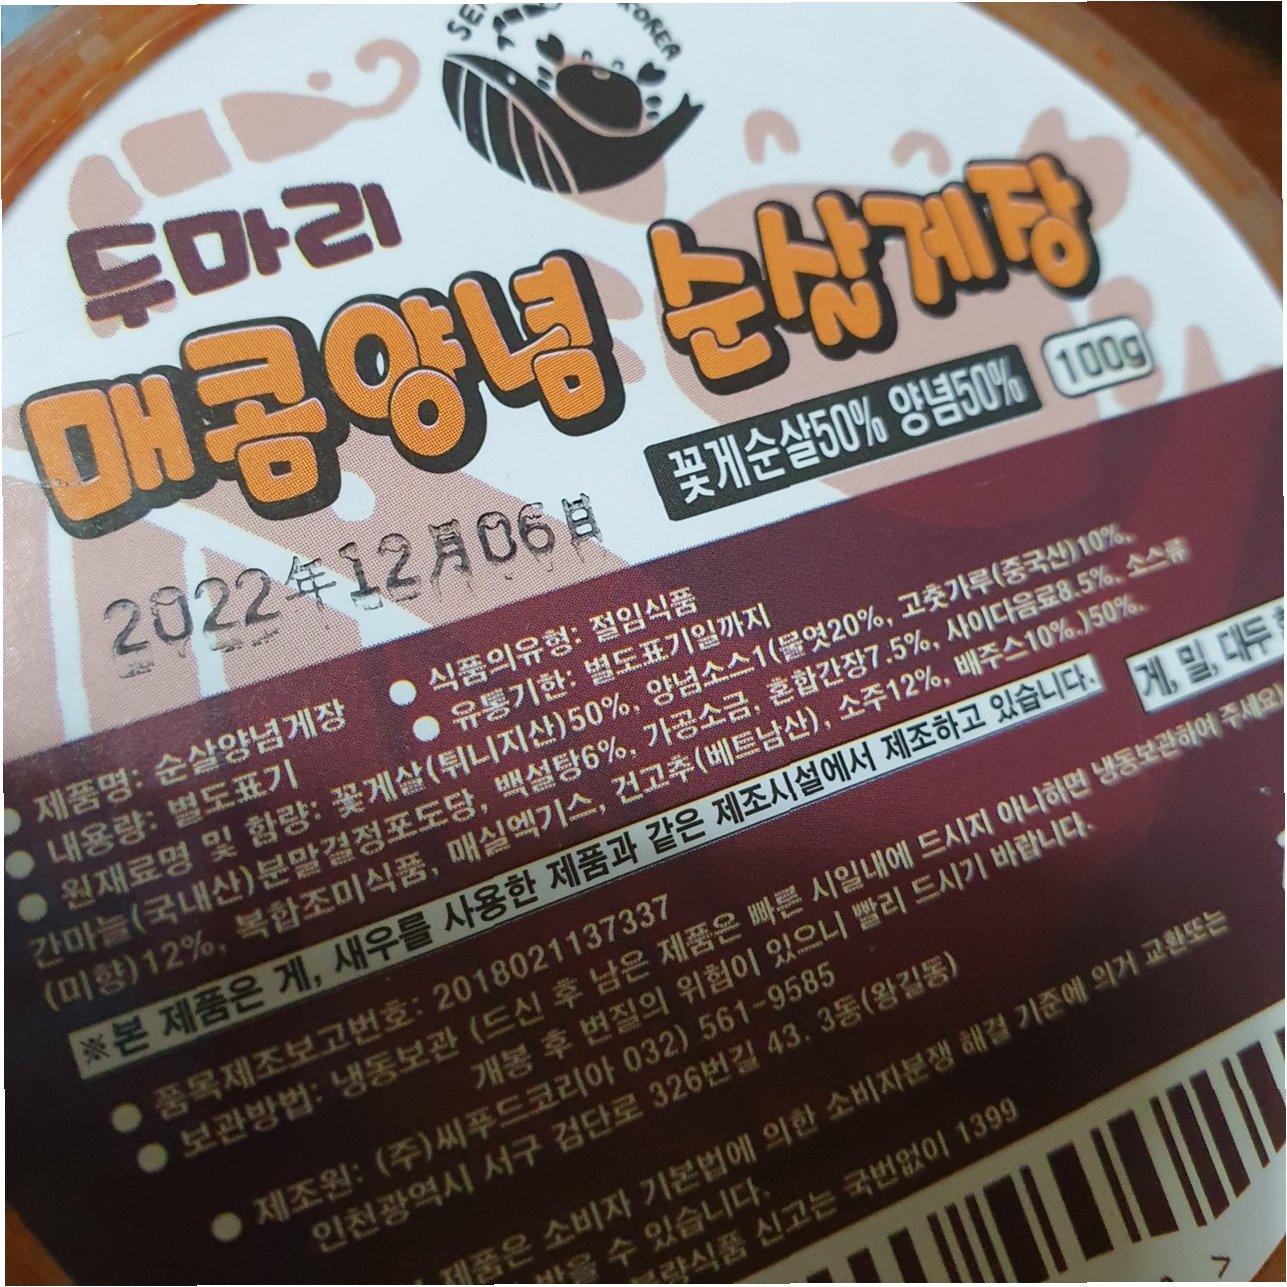 KOREA
두마리
매콤양념 순살게장
꽃게순살50% 양념50% 100g
2022年12月06日
● 제품명: 순살양념게장 ● 식품의유형: 절임식품
● 내용량: 별도표기 ● 유통기한: 별도표기일까지
● 원재료명 및 함량: 꽃게살(튀니지산)50%, 양념소스1(물엿20%, 고춧가루(중국산)10%,
간마늘(국내산)분말결정포도당, 백설탕6%, 가공소금, 혼합간장7.5%, 사이다음료8.5%, 소스류
(미향)12%, 복합조미식품, 매실엑기스, 건고추(베트남산), 소주12%, 배주스10%.)50%.
※본 제품은 게, 새우를 사용한 제품과 같은 제조시설에서 제조하고 있습니다. 게, 밀, 대두
● 품목제조보고번호: 2018021137337
● 보관방법: 냉동보관 (드신 후 남은 제품은 빠른 시일내에 드시지 아니하면 냉동보관하여 주세요
개봉 후 변질의 위험이 있으니 빨리 드시기 바랍니다.
● 제조원: (주)씨푸드코리아 032) 561-9585
인천광역시 서구 검단로 326번길 43. 3동(왕길동)
제품은 소비자 기본법에 의한 소비자분쟁 해결 기준에 의거 교환또는
받을 수 있습니다.
불량식품 신고는 국번없이 1399